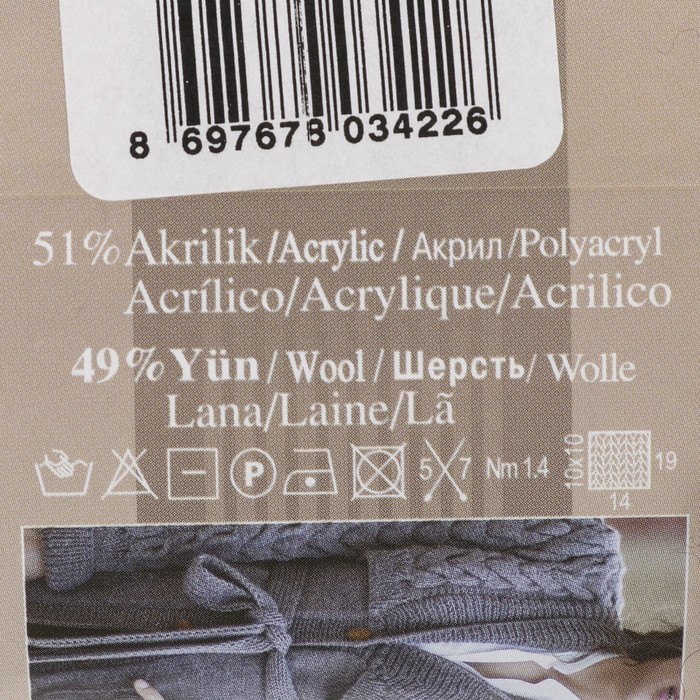 8 697678 034226
51% Akrilik/Acrylic/Акрил/Polyacryl
Acrílico/Acrylique/Acrilico
49% Yün/Wool/Шерсть/Wolle
Lana/Laine/Lã
P 5 7 Nm 1.4 10x10 19
14